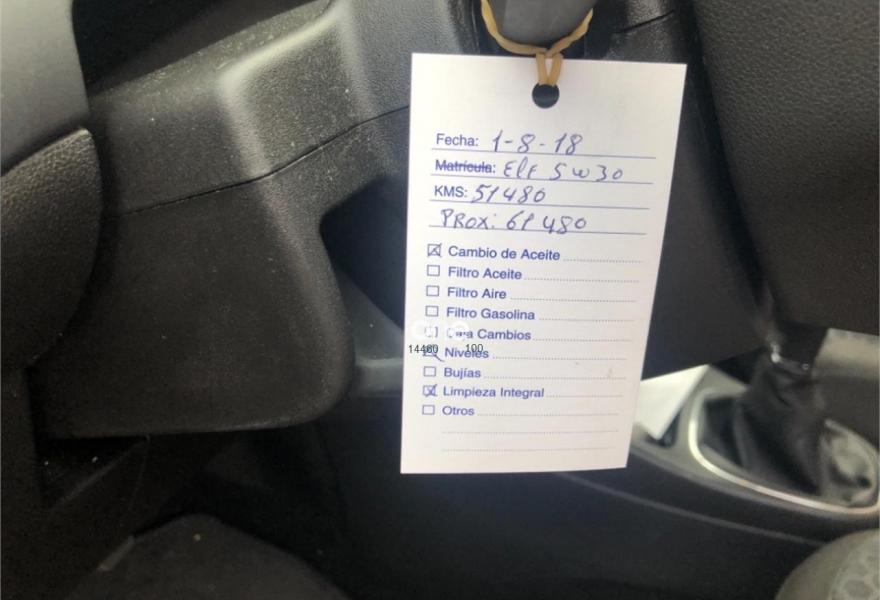 Fecha: 1-8-18
Matrícula: Elf 5w30
KMS: 51480
PROX: 61480
Cambio de Aceite
Filtro Aceite
Filtro Aire
Filtro Gasolina
Caja Cambios
14460 100
Niveles
Bujías
Limpieza Integral
Otros